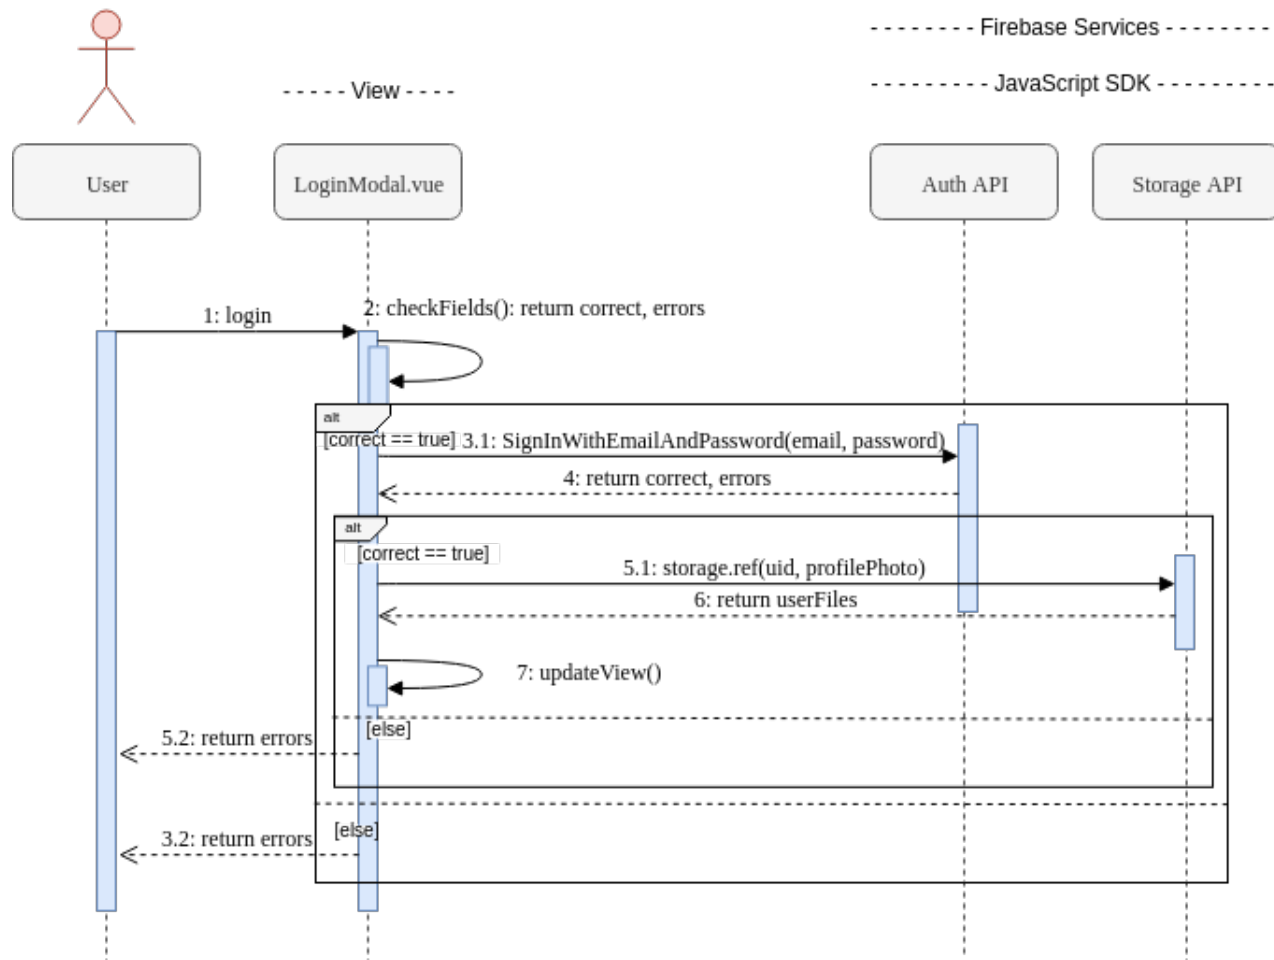 - - - - - - - - Firebase Services - - - - - - - -
- - - - - View - - - -
- - - - - - - - - JavaScript SDK - - - - - - - - -
User
LoginModal.vue
Auth API
Storage API
1: login
2: checkFields(): return correct, errors
alt
[correct == true]
3.1: SignInWithEmailAndPassword(email, password)
4: return correct, errors
alt
[correct == true]
5.1: storage.ref(uid, profilePhoto)
6: return userFiles
7: updateView()
[else]
5.2: return errors
[else]
3.2: return errors